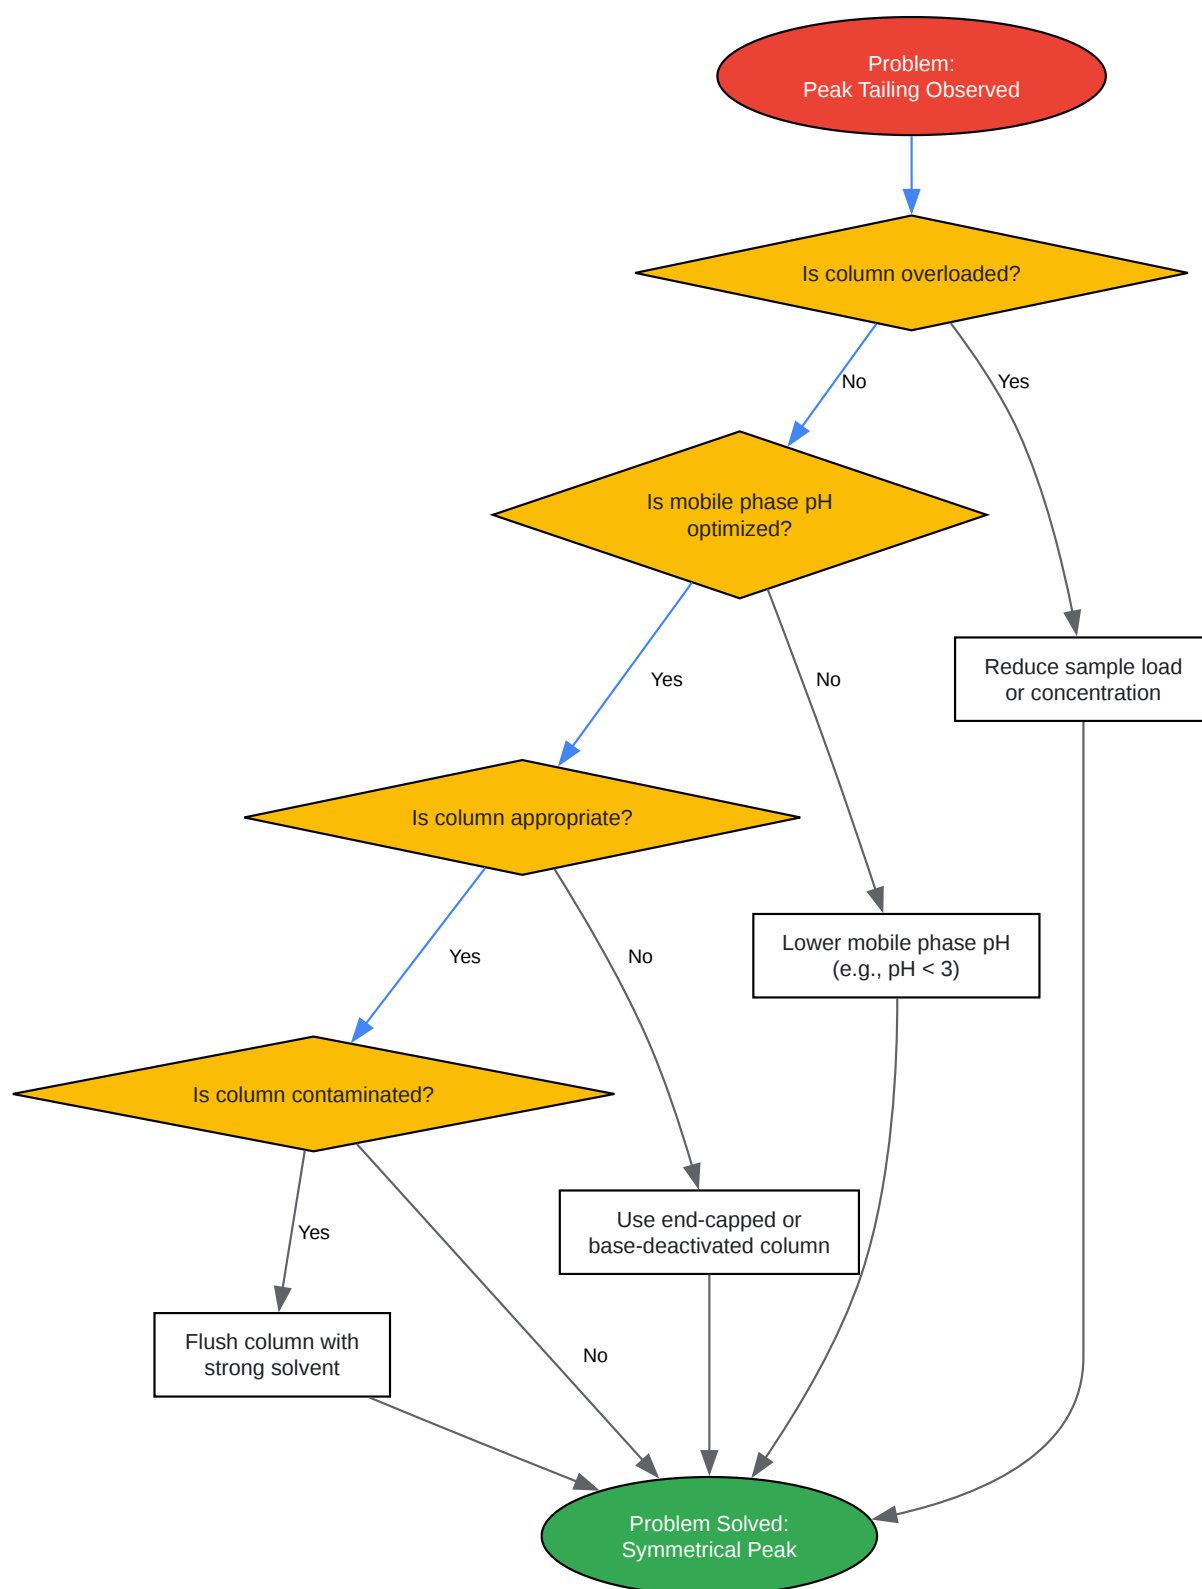 Problem:
Peak Tailing Observed
Is column overloaded?
No
Yes
Is mobile phase pH
optimized?
Reduce sample load
or concentration
Yes
No
Is column appropriate?
Lower mobile phase pH
(e.g., pH < 3)
Yes
No
Is column contaminated?
Use end-capped or
base-deactivated column
Yes
Flush column with
strong solvent
No
Problem Solved:
Symmetrical Peak